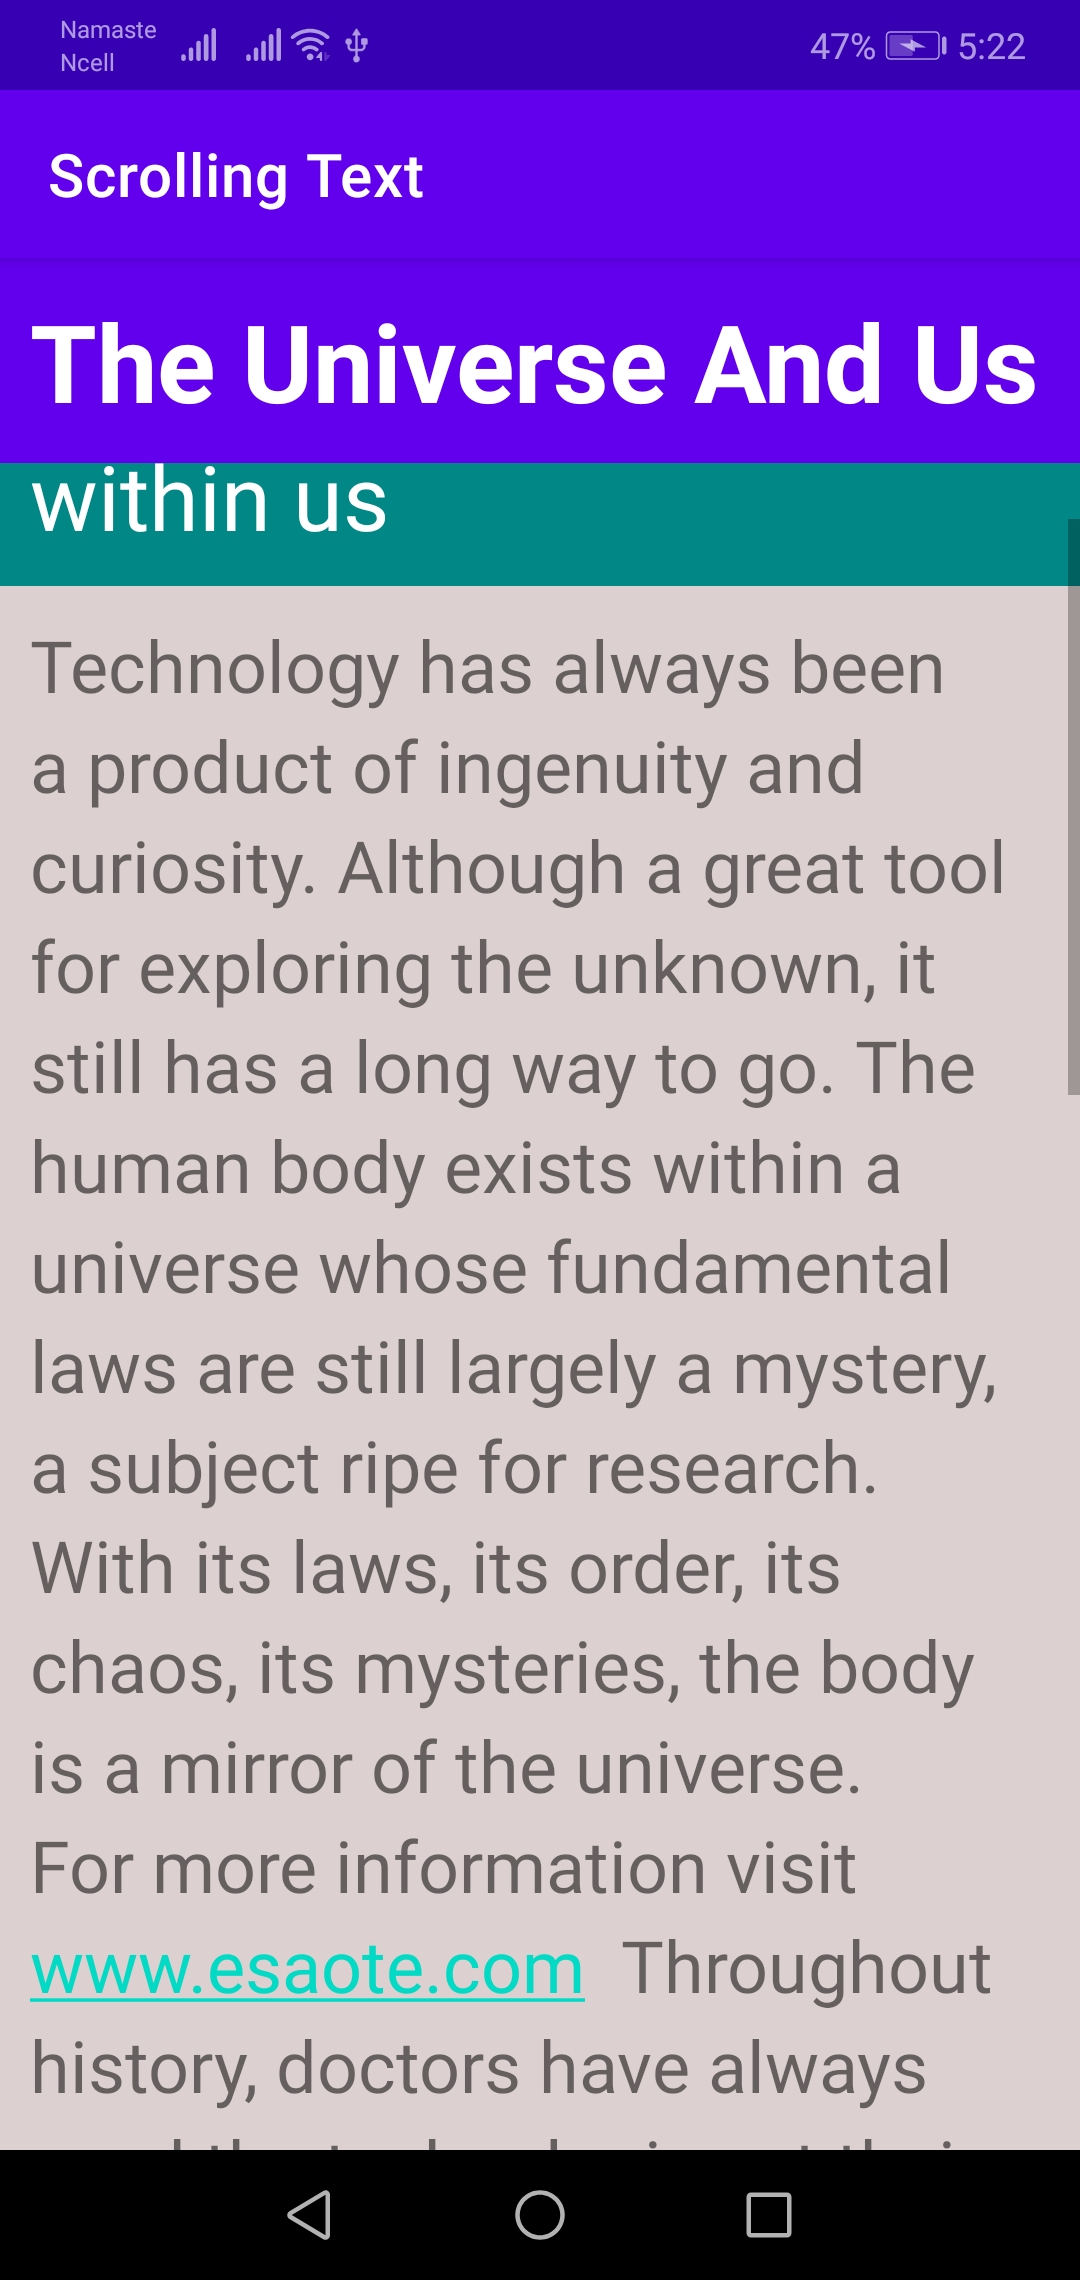 Namaste
Ncell
47% 5:22
Scrolling Text
The Universe And Us
within us
Technology has always been
a product of ingenuity and
curiosity. Although a great tool
for exploring the unknown, it
still has a long way to go. The
human body exists within a
universe whose fundamental
laws are still largely a mystery,
a subject ripe for research.
With its laws, its order, its
chaos, its mysteries, the body
is a mirror of the universe.
For more information visit
www.esaote.com  Throughout
history, doctors have always